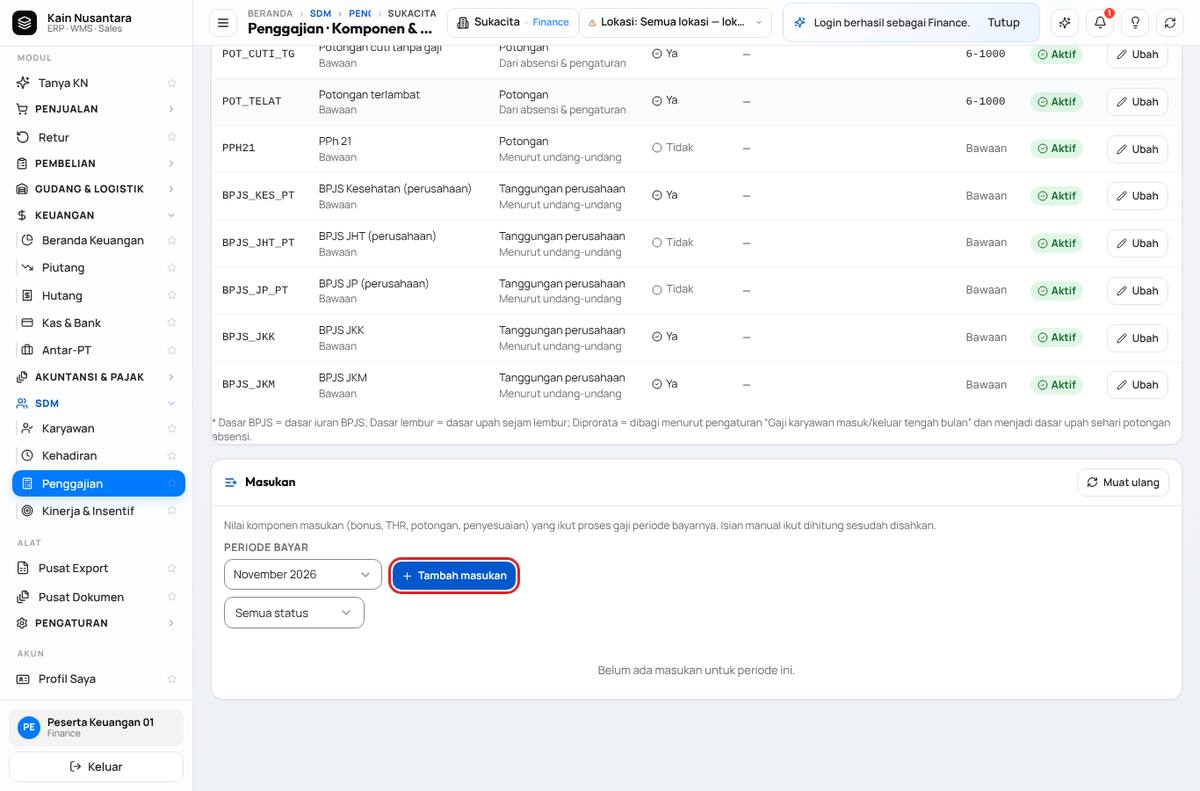 Kain Nusantara
ERP · WMS · Sales
BERANDA › SDM › PENG › SUKACITA
Penggajian · Komponen & ...
Sukacita · Finance
Lokasi: Semua lokasi — lok...
Login berhasil sebagai Finance. Tutup
1
MODUL
Tanya KN
PENJUALAN
Retur
PEMBELIAN
GUDANG & LOGISTIK
KEUANGAN
Beranda Keuangan
Piutang
Hutang
Kas & Bank
Antar-PT
AKUNTANSI & PAJAK
SDM
Karyawan
Kehadiran
Penggajian
Kinerja & Insentif
ALAT
Pusat Export
Pusat Dokumen
PENGATURAN
AKUN
Profil Saya
PE
Peserta Keuangan 01
Finance
Keluar
POT_CUTI_TG Potongan cuti tanpa gaji Potongan Ya — 6-1000 Aktif Ubah
Bawaan Dari absensi & pengaturan
POT_TELAT Potongan terlambat Potongan Ya — 6-1000 Aktif Ubah
Bawaan Dari absensi & pengaturan
PPH21 PPh 21 Potongan Tidak — Bawaan Aktif Ubah
Bawaan Menurut undang-undang
BPJS_KES_PT BPJS Kesehatan (perusahaan) Tanggungan perusahaan Ya — Bawaan Aktif Ubah
Bawaan Menurut undang-undang
BPJS_JHT_PT BPJS JHT (perusahaan) Tanggungan perusahaan Tidak — Bawaan Aktif Ubah
Bawaan Menurut undang-undang
BPJS_JP_PT BPJS JP (perusahaan) Tanggungan perusahaan Tidak — Bawaan Aktif Ubah
Bawaan Menurut undang-undang
BPJS_JKK BPJS JKK Tanggungan perusahaan Ya — Bawaan Aktif Ubah
Bawaan Menurut undang-undang
BPJS_JKM BPJS JKM Tanggungan perusahaan Ya — Bawaan Aktif Ubah
Bawaan Menurut undang-undang
* Dasar BPJS = dasar iuran BPJS; Dasar lembur = dasar upah sejam lembur; Diprorata = dibagi menurut pengaturan "Gaji karyawan masuk/keluar tengah bulan" dan menjadi dasar upah sehari potongan
absensi.
Masukan
Muat ulang
Nilai komponen masukan (bonus, THR, potongan, penyesuaian) yang ikut proses gaji periode bayarnya. Isian manual ikut dihitung sesudah disahkan.
PERIODE BAYAR
November 2026
Tambah masukan
Semua status
Belum ada masukan untuk periode ini.